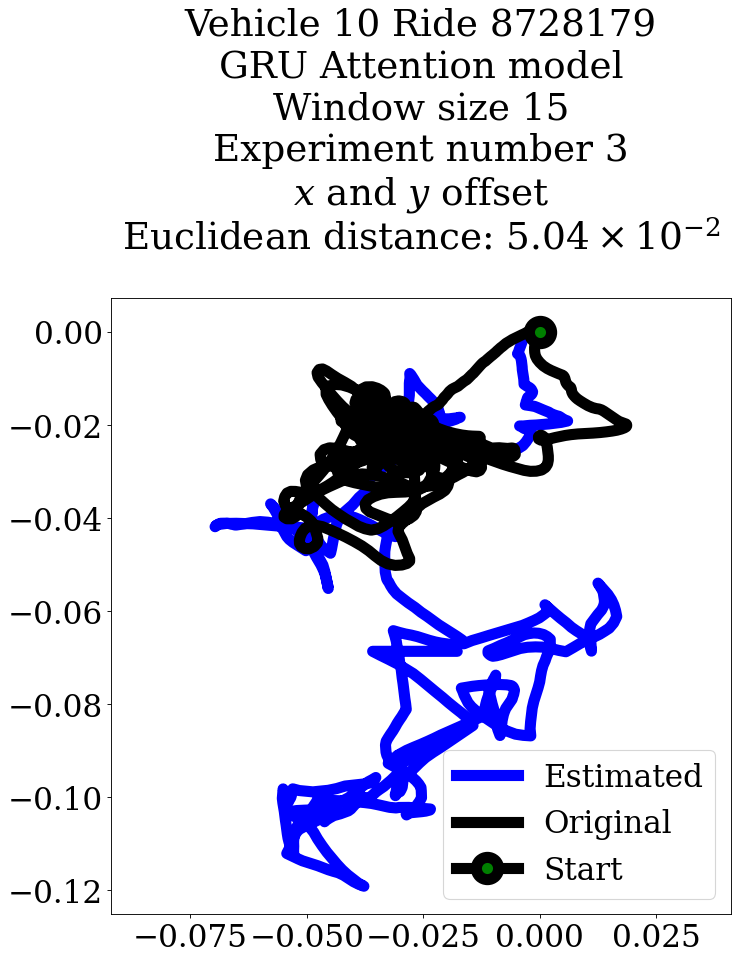 Vehicle 10 Ride 8728179
GRU Attention model
Window size 15
Experiment number 3
x and y offset
Euclidean distance: 5.04 × 10⁻²
0.00
−0.02
−0.04
−0.06
−0.08
−0.10
−0.12
Estimated
Original
Start
−0.075 −0.050 −0.025 0.000 0.025